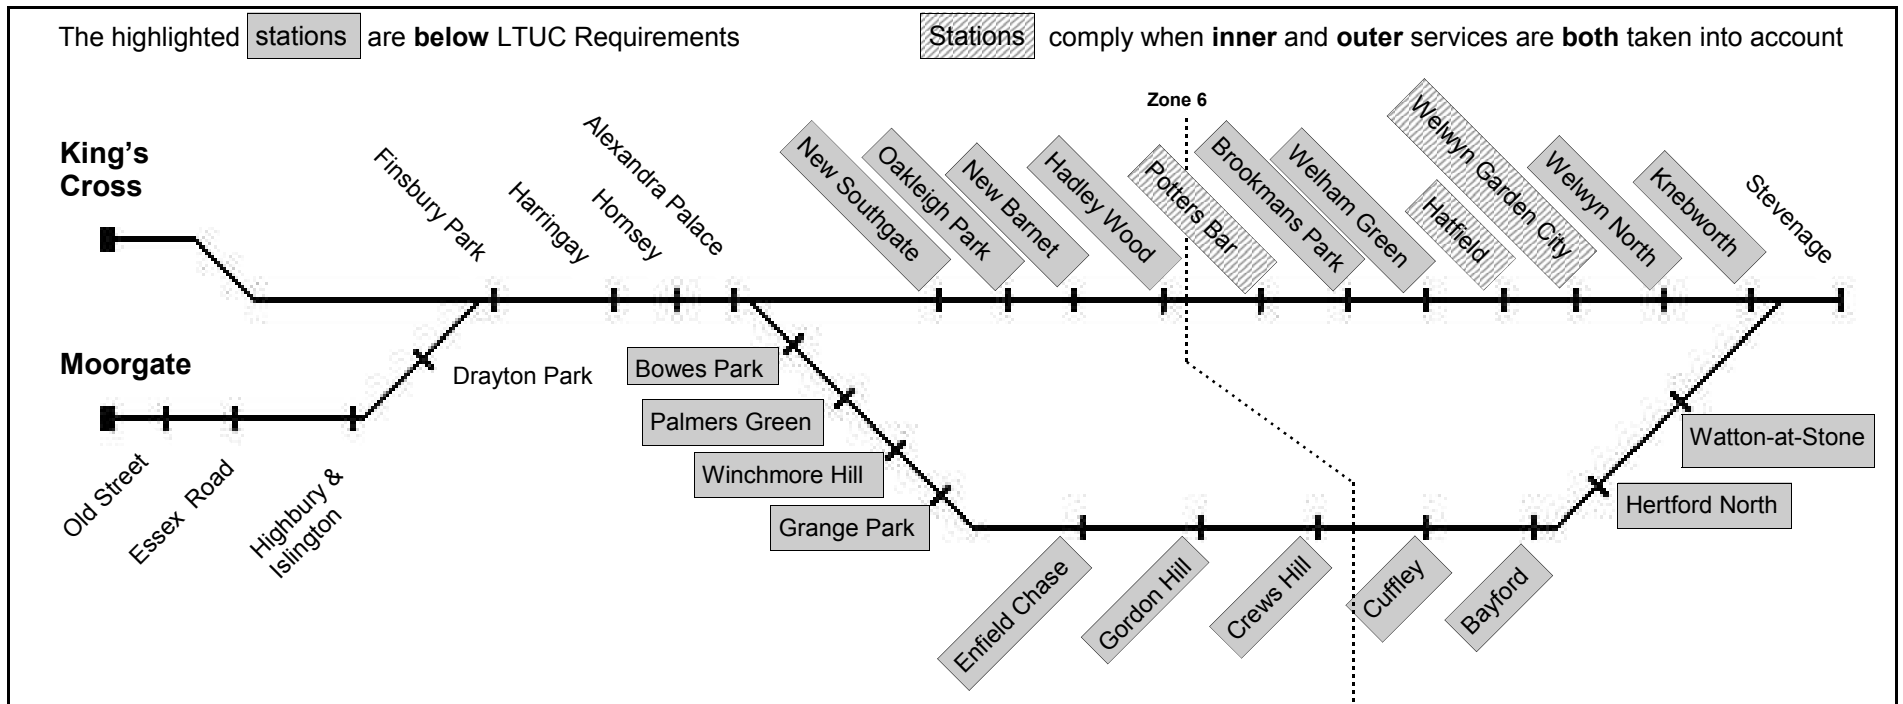 The highlighted stations are below LTUC Requirements
Stations comply when inner and outer services are both taken into account
Zone 6
King's
Cross
Finsbury Park
Harringay
Hornsey
Alexandra Palace
New Southgate
Oakleigh Park
New Barnet
Hadley Wood
Potters Bar
Brookmans Park
Welham Green
Hatfield
Welwyn Garden City
Welwyn North
Knebworth
Stevenage
Moorgate
Drayton Park
Old Street
Essex Road
Highbury &
Islington
Bowes Park
Palmers Green
Winchmore Hill
Grange Park
Enfield Chase
Gordon Hill
Crews Hill
Cuffley
Bayford
Hertford North
Watton-at-Stone